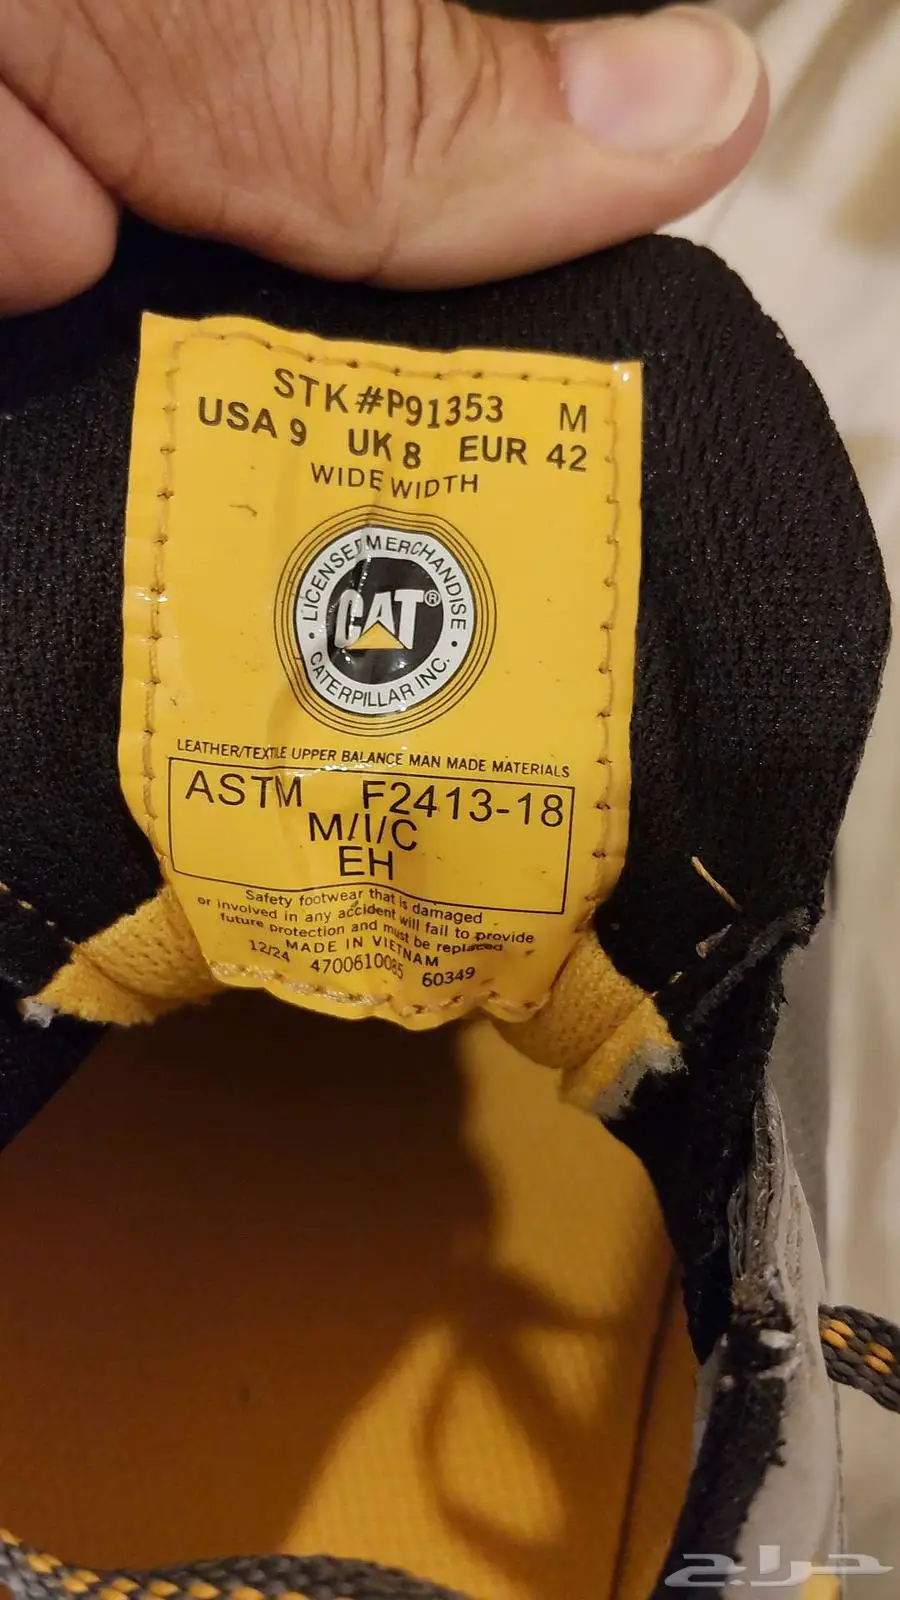 STK#P91353 M
USA 9 UK 8 EUR 42
WIDE WIDTH
LICENSED MERCHANDISE
CAT®
CATERPILLAR INC.
LEATHER/TEXTILE UPPER BALANCE MAN MADE MATERIALS
ASTM F2413-18
M/I/C
EH
Safety footwear that is damaged
or involved in any accident will fail to provide
future protection and must be replaced
MADE IN VIETNAM
12/24 4700610085 60349
حراج